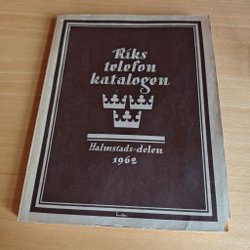 Riks
telefon
katalogen
Halmstads-delen
1962